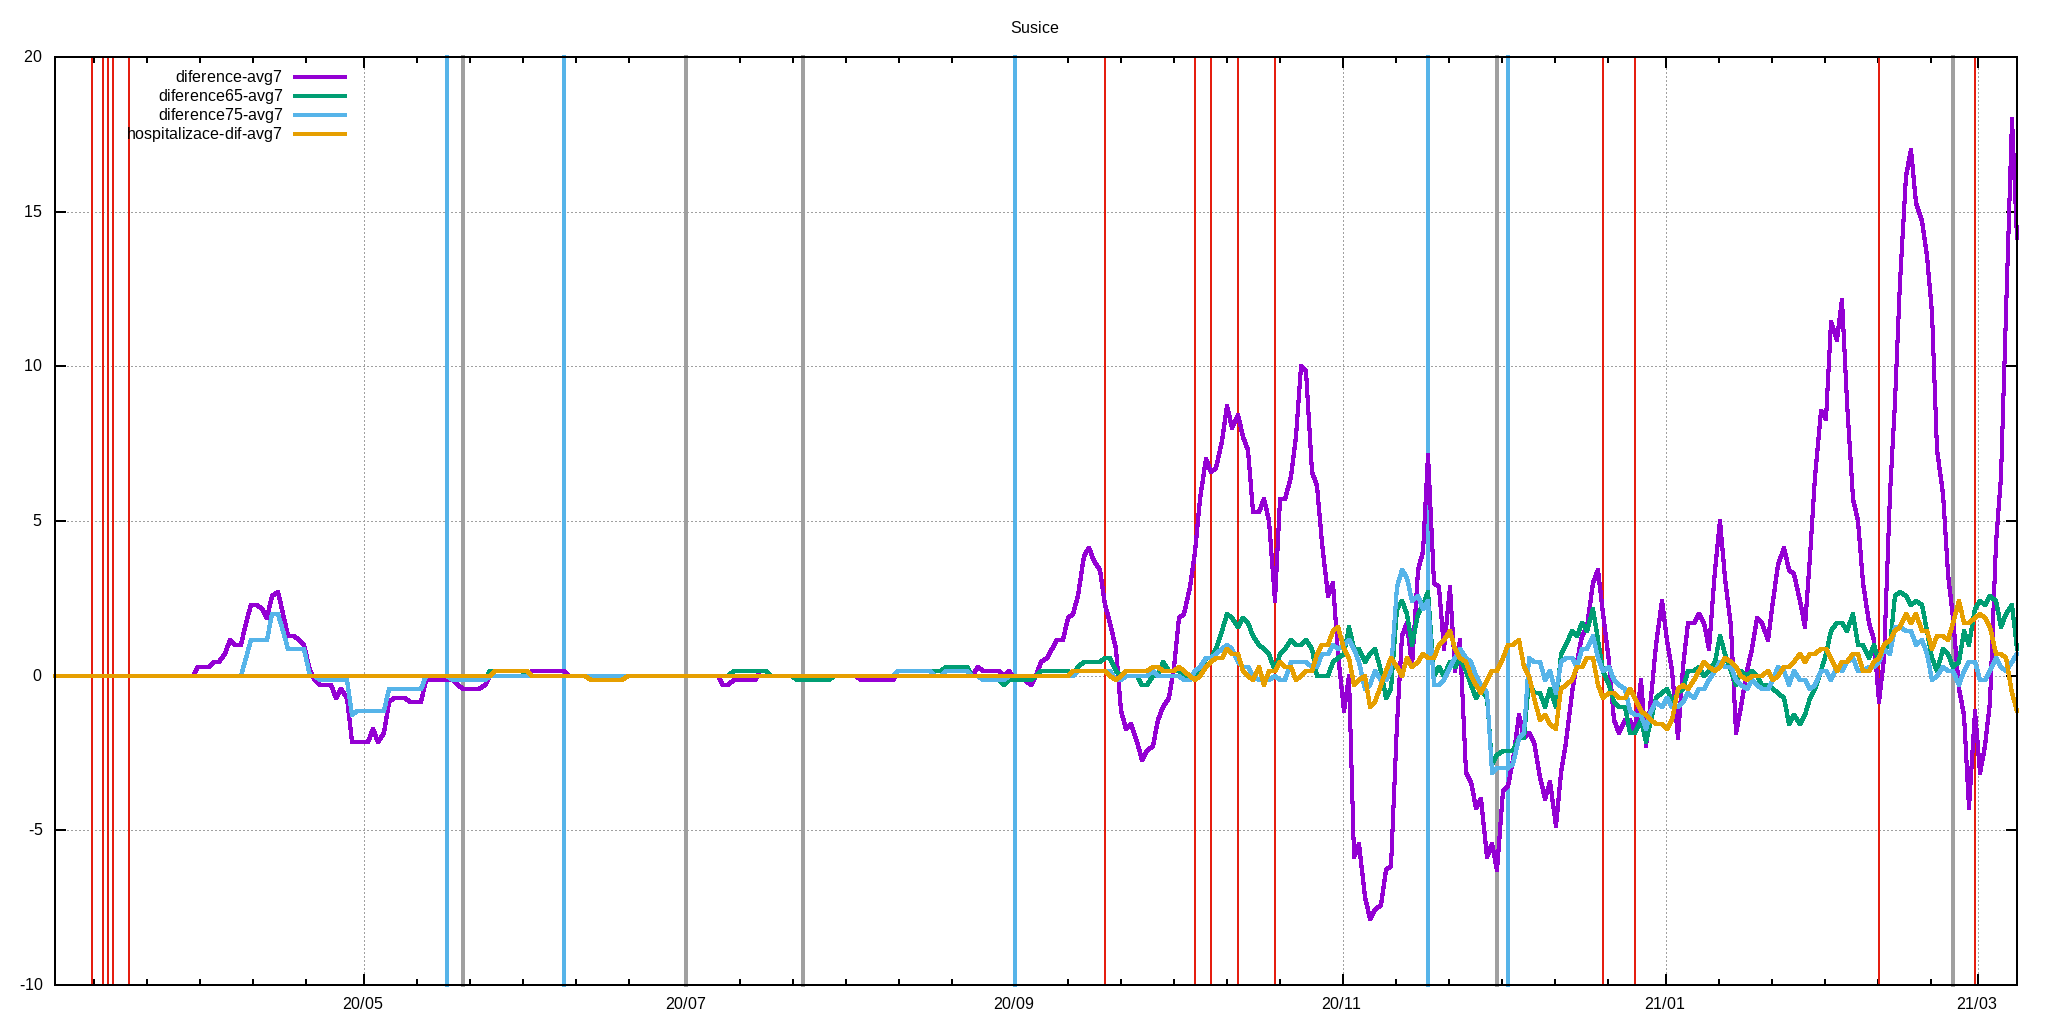 Susice
20
diference-avg7
diference65-avg7
diference75-avg7
hospitalizace-dif-avg7
15
10
5
0
-5
-10
20/05
20/07
20/09
20/11
21/01
21/03